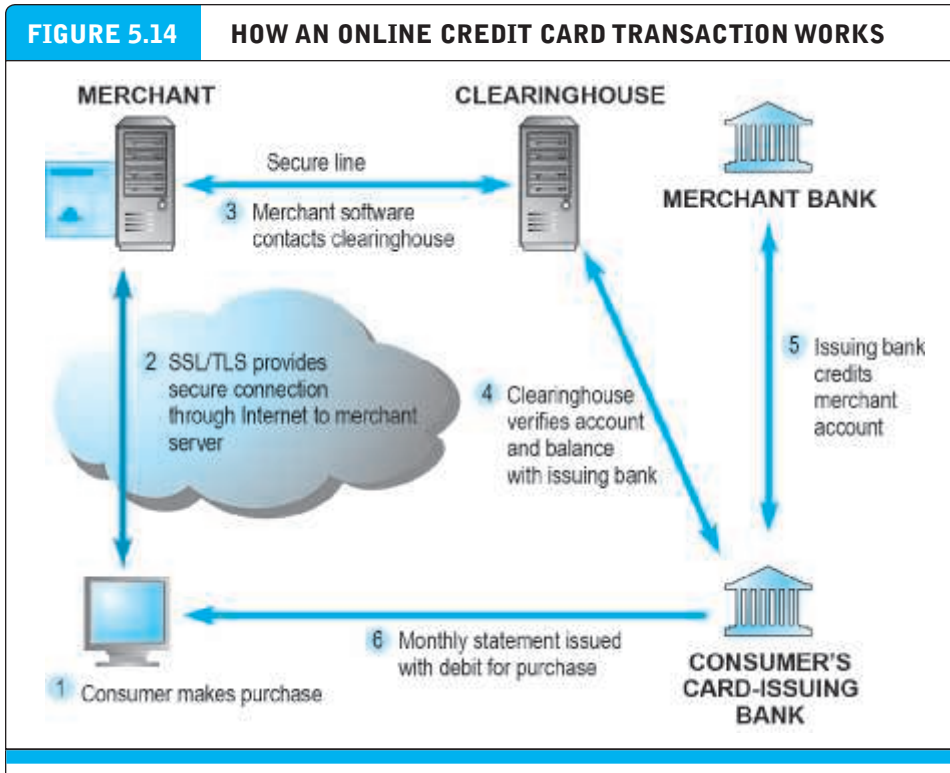 FIGURE 5.14 HOW AN ONLINE CREDIT CARD TRANSACTION WORKS
MERCHANT
CLEARINGHOUSE
MERCHANT BANK
Secure line
3 Merchant software
contacts clearinghouse
2 SSL/TLS provides
secure connection
through Internet to merchant
server
4 Clearinghouse
verifies account
and balance
with issuing bank
5 Issuing bank
credits
merchant
account
6 Monthly statement issued
with debit for purchase
1 Consumer makes purchase
CONSUMER'S
CARD-ISSUING
BANK